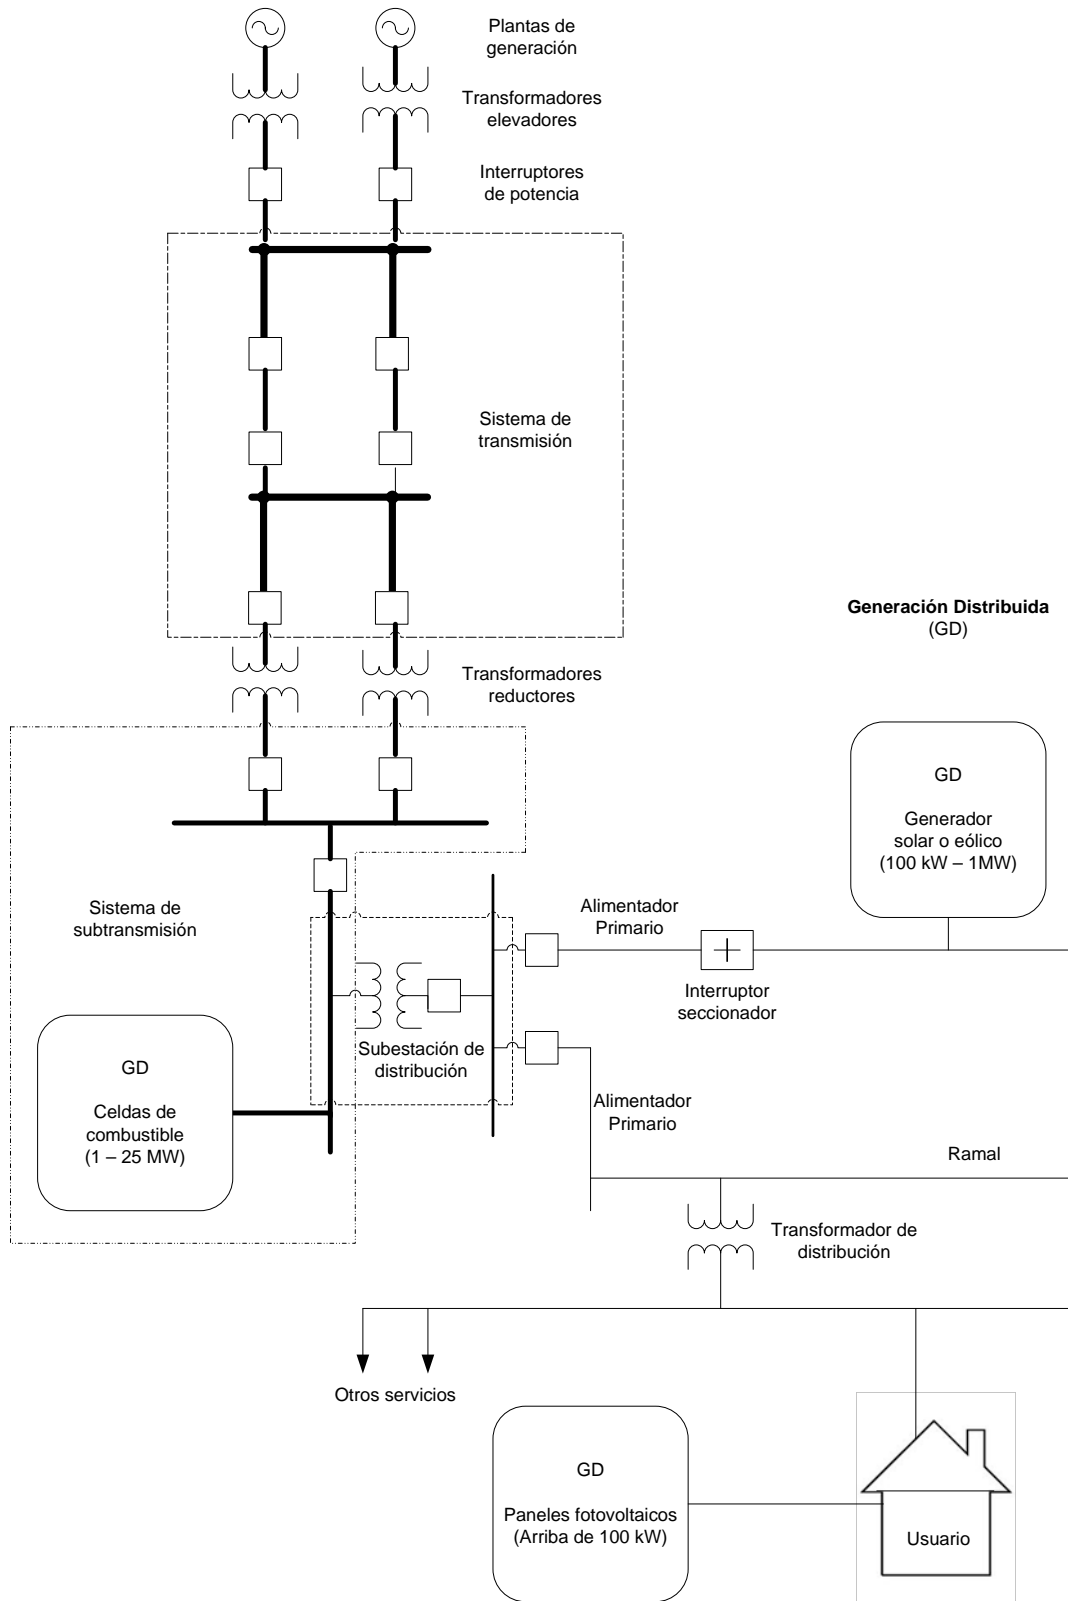 Plantas de
generación
Transformadores
elevadores
Interruptores
de potencia
Sistema de
transmisión
Generación Distribuida
(GD)
Transformadores
reductores
GD
Generador
solar o eólico
(100 kW – 1MW)
Sistema de
subtransmisión
Alimentador
Primario
Interruptor
seccionador
Subestación de
distribución
GD
Celdas de
combustible
(1 – 25 MW)
Alimentador
Primario
Ramal
Transformador de
distribución
Otros servicios
GD
Paneles fotovoltaicos
(Arriba de 100 kW)
Usuario